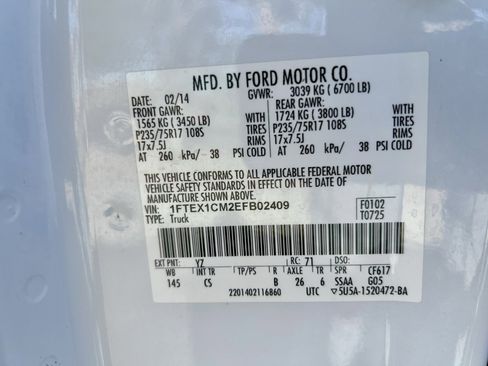 MFD. BY FORD MOTOR CO.
DATE: 02/14 GVWR: 3039 KG ( 6700 LB)
FRONT GAWR: REAR GAWR:
1565 KG ( 3450 LB) WITH 1724 KG ( 3800 LB) WITH
P235/75R17 108S TIRES P235/75R17 108S TIRES
17x7.5J RIMS 17x7.5J RIMS
AT 260 kPa/ 38 PSI COLD AT 260 kPa/ 38 PSI COLD
THIS VEHICLE CONFORMS TO ALL APPLICABLE FEDERAL MOTOR
VEHICLE SAFETY STANDARDS IN EFFECT ON THE DATE OF
MANUFACTURE SHOWN ABOVE.
VIN: 1FTEX1CM2EFB02409 F0102
TYPE: Truck T0725
EXT PNT: YZ RC: 71 DSO:
WB INT TR TP/PS R AXLE TR SPR CF617
145 CS B 26 6 SSAA G05
2201402116860 UTC 5U5A-1520472-BA